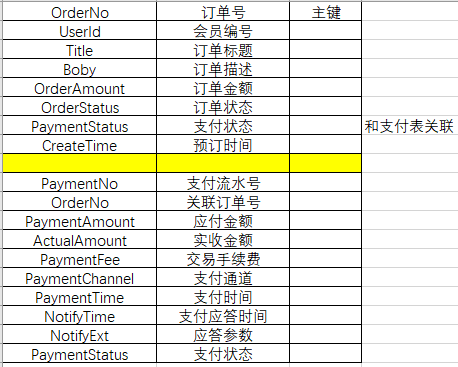 OrderNo 订单号 主键
UserId 会员编号
Title 订单标题
Boby 订单描述
OrderAmount 订单金额
OrderStatus 订单状态
PaymentStatus 支付状态 和支付表关联
CreateTime 预订时间
PaymentNo 支付流水号
OrderNo 关联订单号
PaymentAmount 应付金额
ActualAmount 实收金额
PaymentFee 交易手续费
PaymentChannel 支付通道
PaymentTime 支付时间
NotifyTime 支付应答时间
NotifyExt 应答参数
PaymentStatus 支付状态